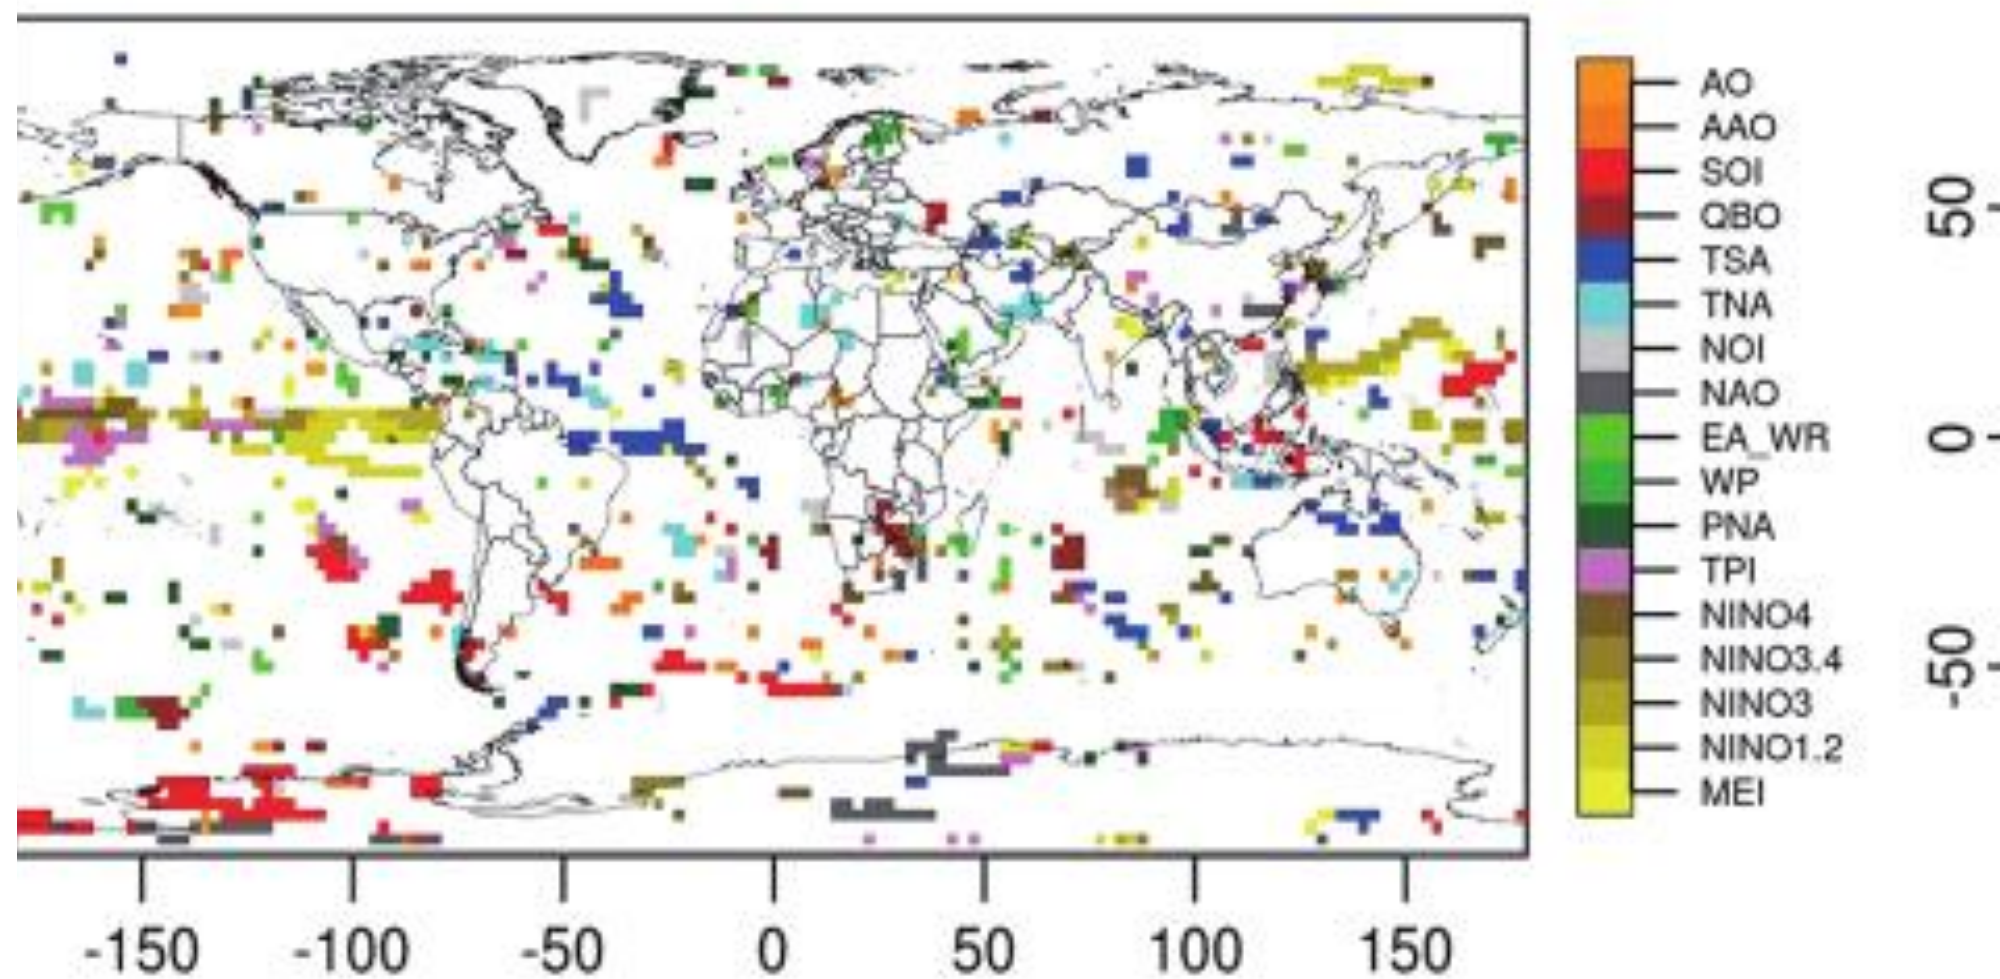 AO
AAO
SOI
QBO
TSA
TNA
NOI
NAO
EA_WR
WP
PNA
TPI
NINO4
NINO3.4
NINO3
NINO1.2
MEI
50
0
-50
-150 -100 -50 0 50 100 150